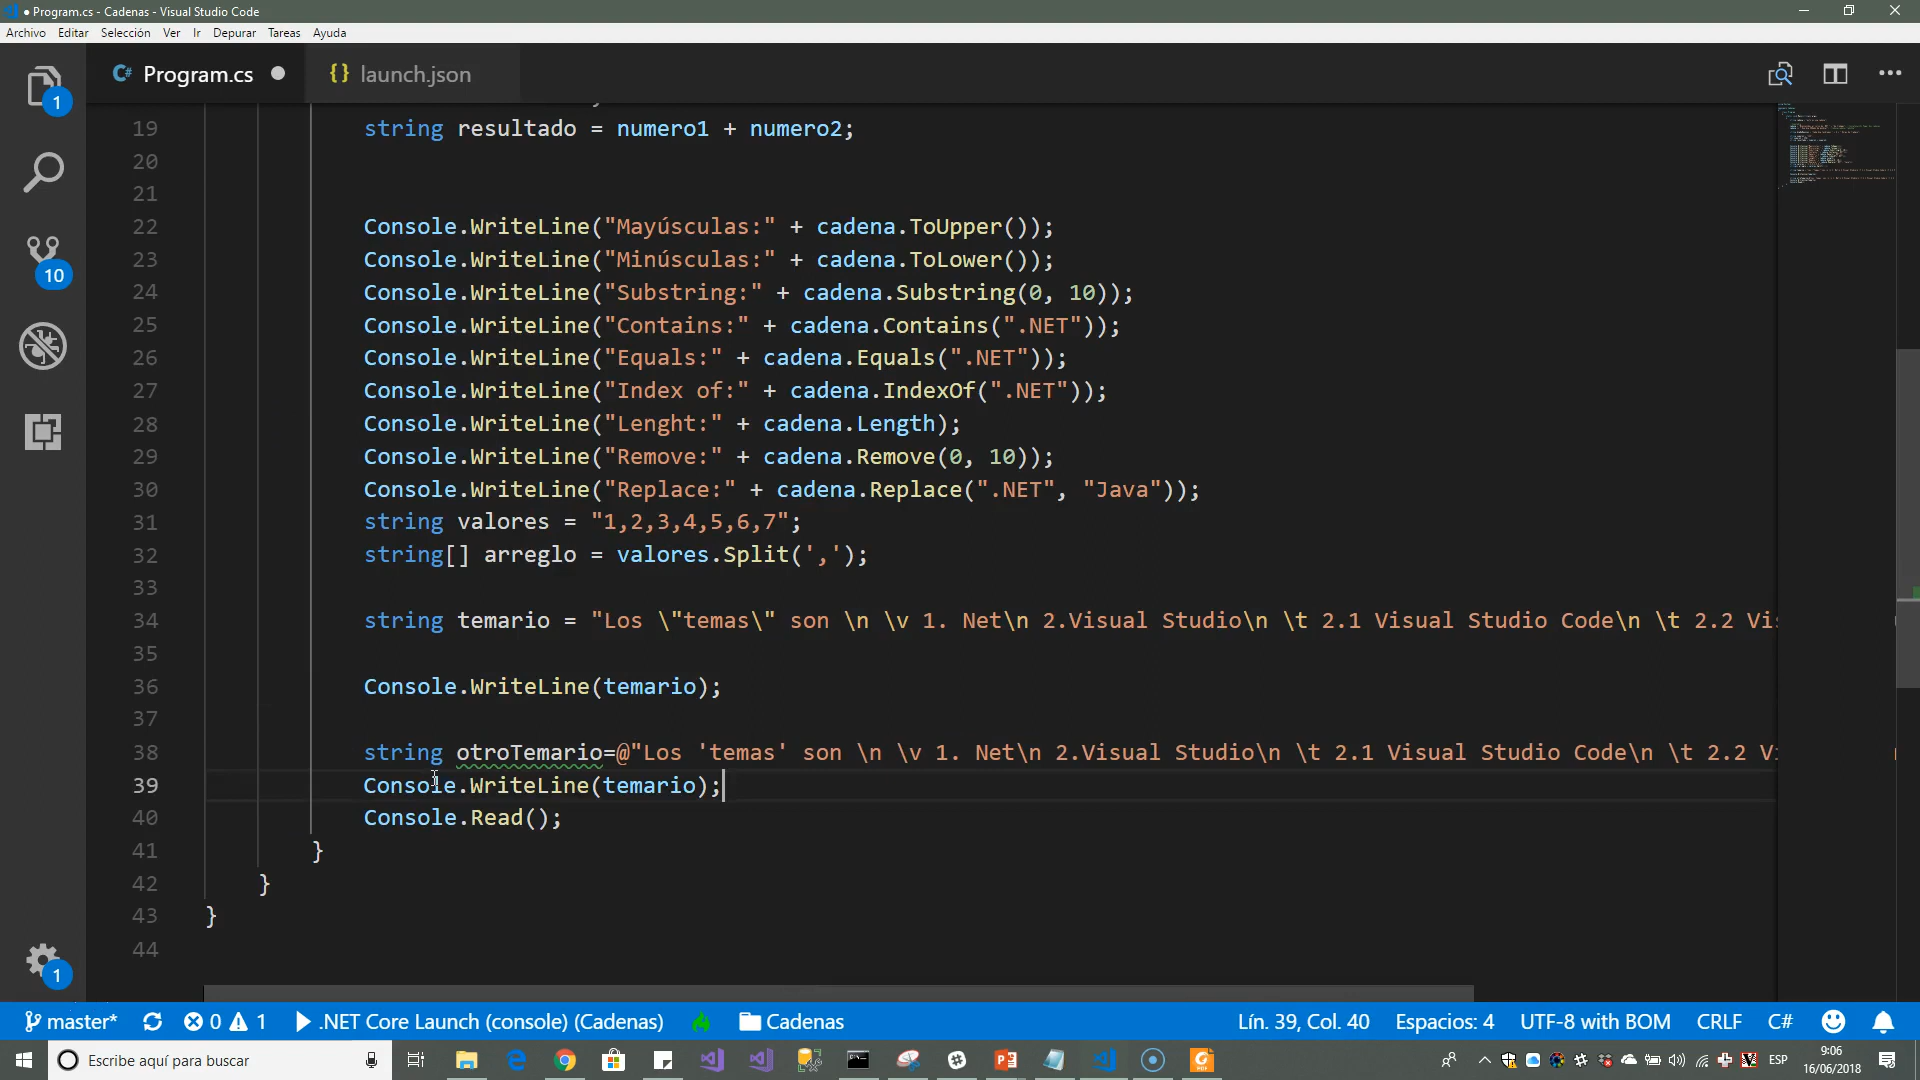 ● Program.cs - Cadenas - Visual Studio Code
Archivo Editar Selección Ver Ir Depurar Tareas Ayuda
Program.cs ● {} launch.json
1
10
1
19 string resultado = numero1 + numero2;
20
21
22 Console.WriteLine("Mayúsculas:" + cadena.ToUpper());
23 Console.WriteLine("Minúsculas:" + cadena.ToLower());
24 Console.WriteLine("Substring:" + cadena.Substring(0, 10));
25 Console.WriteLine("Contains:" + cadena.Contains(".NET"));
26 Console.WriteLine("Equals:" + cadena.Equals(".NET"));
27 Console.WriteLine("Index of:" + cadena.IndexOf(".NET"));
28 Console.WriteLine("Lenght:" + cadena.Length);
29 Console.WriteLine("Remove:" + cadena.Remove(0, 10));
30 Console.WriteLine("Replace:" + cadena.Replace(".NET", "Java"));
31 string valores = "1,2,3,4,5,6,7";
32 string[] arreglo = valores.Split(',');
33
34 string temario = "Los \"temas\" son \n \v 1. Net\n 2.Visual Studio\n \t 2.1 Visual Studio Code\n \t 2.2 Vi
35
36 Console.WriteLine(temario);
37
38 string otroTemario=@"Los 'temas' son \n \v 1. Net\n 2.Visual Studio\n \t 2.1 Visual Studio Code\n \t 2.2 V
39 Console.WriteLine(temario);
40 Console.Read();
41 }
42 }
43 }
44
master* 0 1 .NET Core Launch (console) (Cadenas) Cadenas Lín. 39, Col. 40 Espacios: 4 UTF-8 with BOM CRLF C#
Escribe aquí para buscar ESP 9:06
16/06/2018